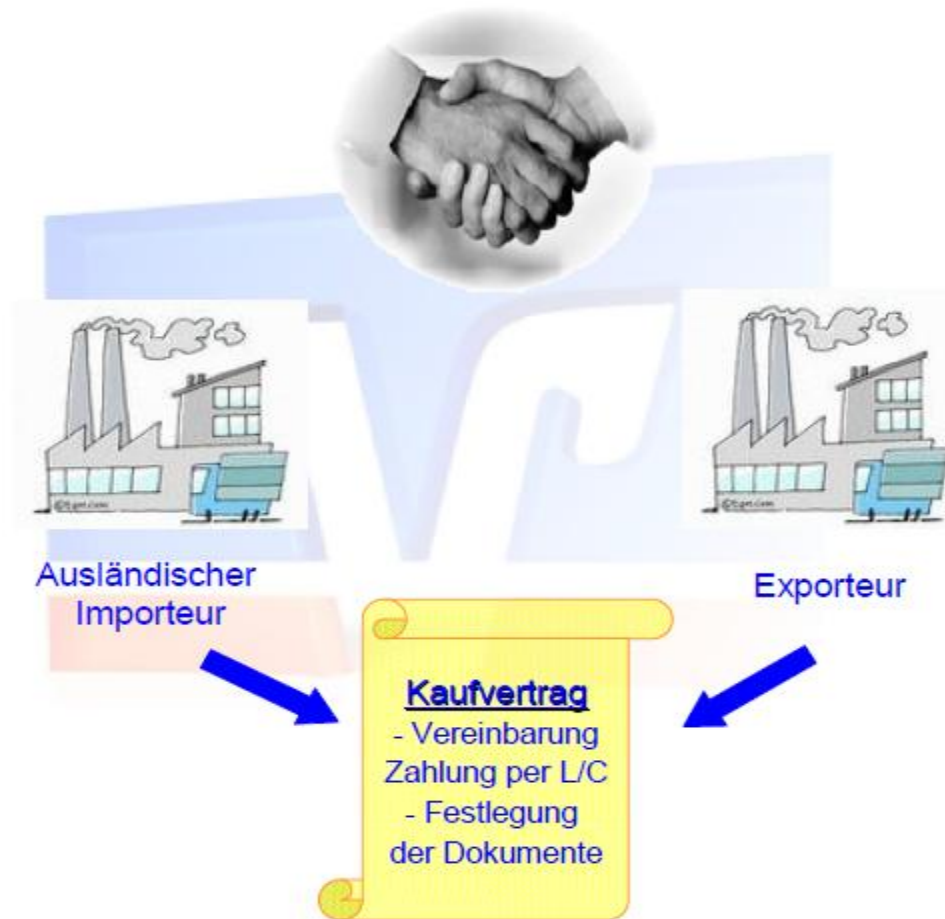 Ausländischer
Importeur
Exporteur
Kaufvertrag
- Vereinbarung
Zahlung per L/C
- Festlegung
der Dokumente